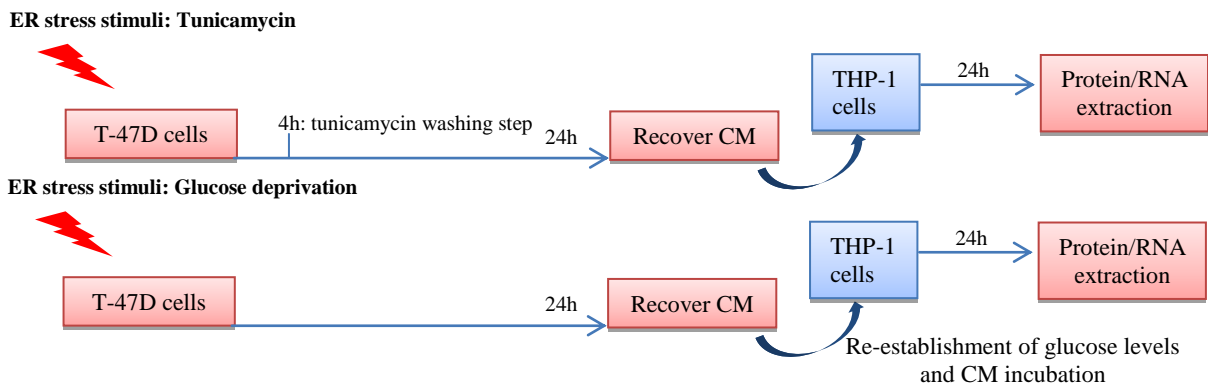 ER stress stimuli: Tunicamycin
T-47D cells
4h: tunicamycin washing step
24h
Recover CM
THP-1
cells
24h
Protein/RNA
extraction
ER stress stimuli: Glucose deprivation
T-47D cells
24h
Recover CM
THP-1
cells
24h
Protein/RNA
extraction
Re-establishment of glucose levels
and CM incubation